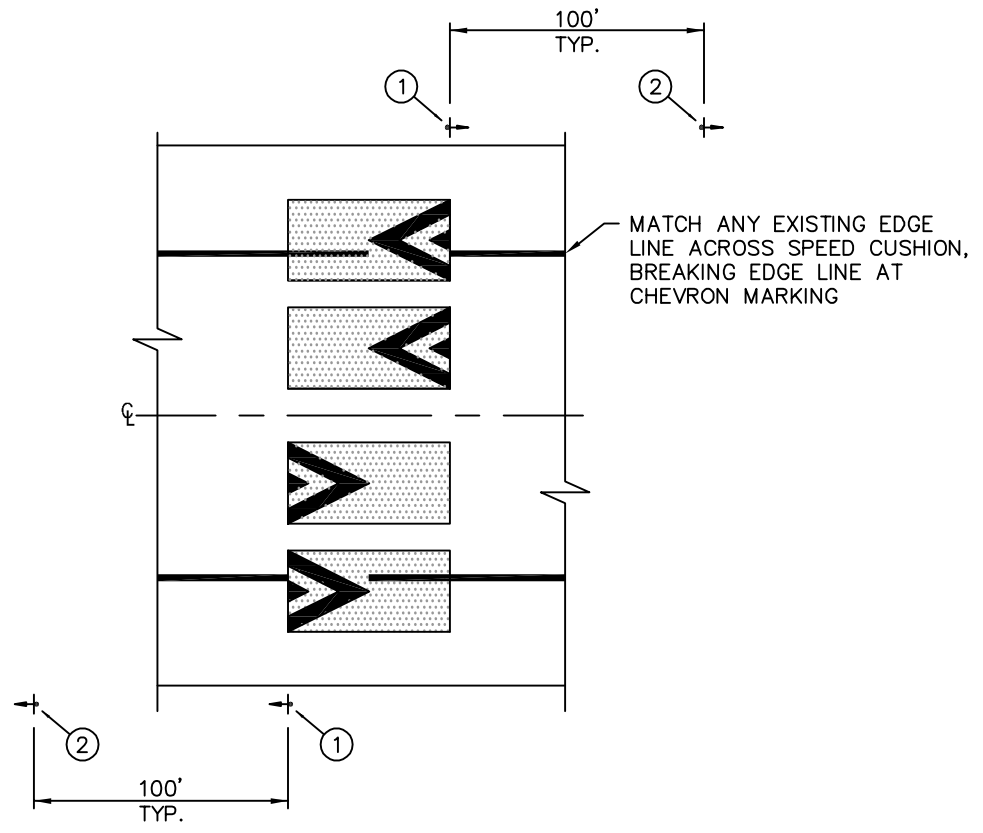 100'
TYP.
1
2
MATCH ANY EXISTING EDGE
LINE ACROSS SPEED CUSHION,
BREAKING EDGE LINE AT
CHEVRON MARKING
℄
2
1
100'
TYP.